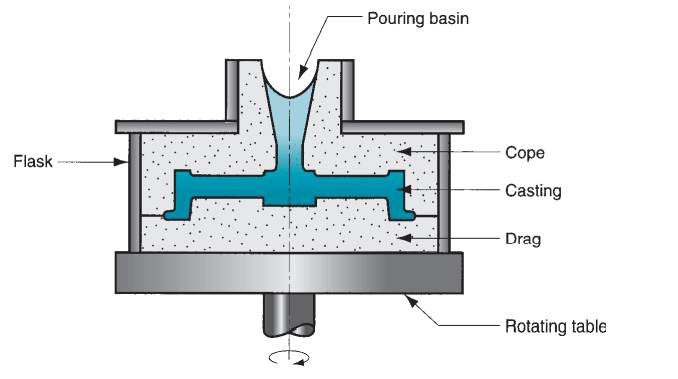 Pouring basin
Cope
Flask
Casting
Drag
Rotating table